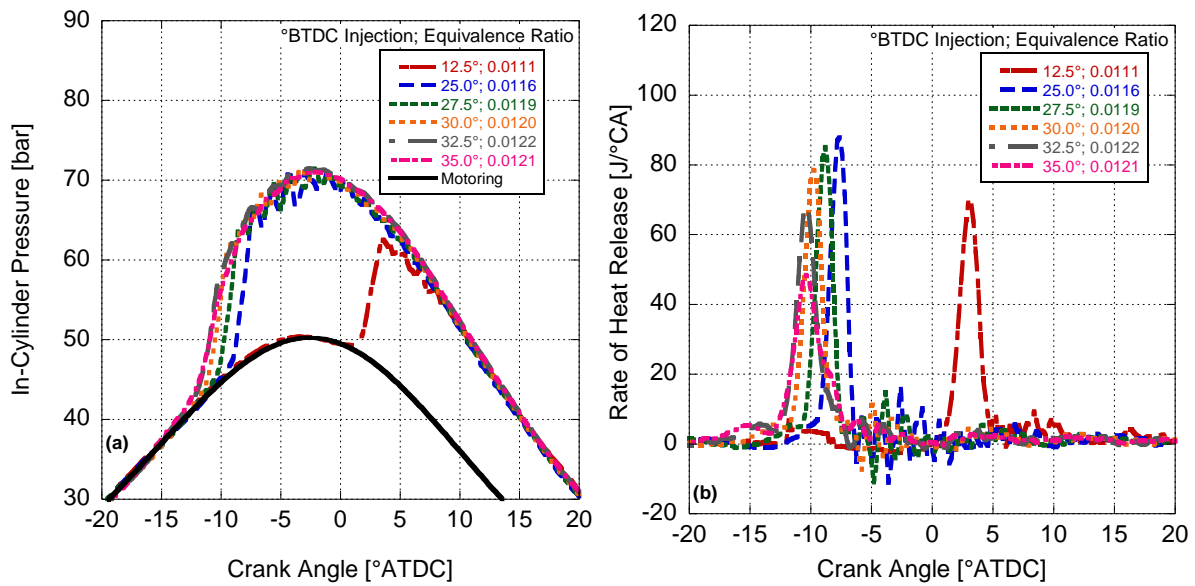 °BTDC Injection; Equivalence Ratio
12.5°; 0.0111
25.0°; 0.0116
27.5°; 0.0119
30.0°; 0.0120
32.5°; 0.0122
35.0°; 0.0121
Motoring
In-Cylinder Pressure [bar]
90
80
70
60
50
40
30
(a)
-20 -15 -10 -5 0 5 10 15 20
Crank Angle [°ATDC]
°BTDC Injection; Equivalence Ratio
12.5°; 0.0111
25.0°; 0.0116
27.5°; 0.0119
30.0°; 0.0120
32.5°; 0.0122
35.0°; 0.0121
Rate of Heat Release [J/°CA]
120
100
80
60
40
20
0
-20
(b)
-20 -15 -10 -5 0 5 10 15 20
Crank Angle [°ATDC]